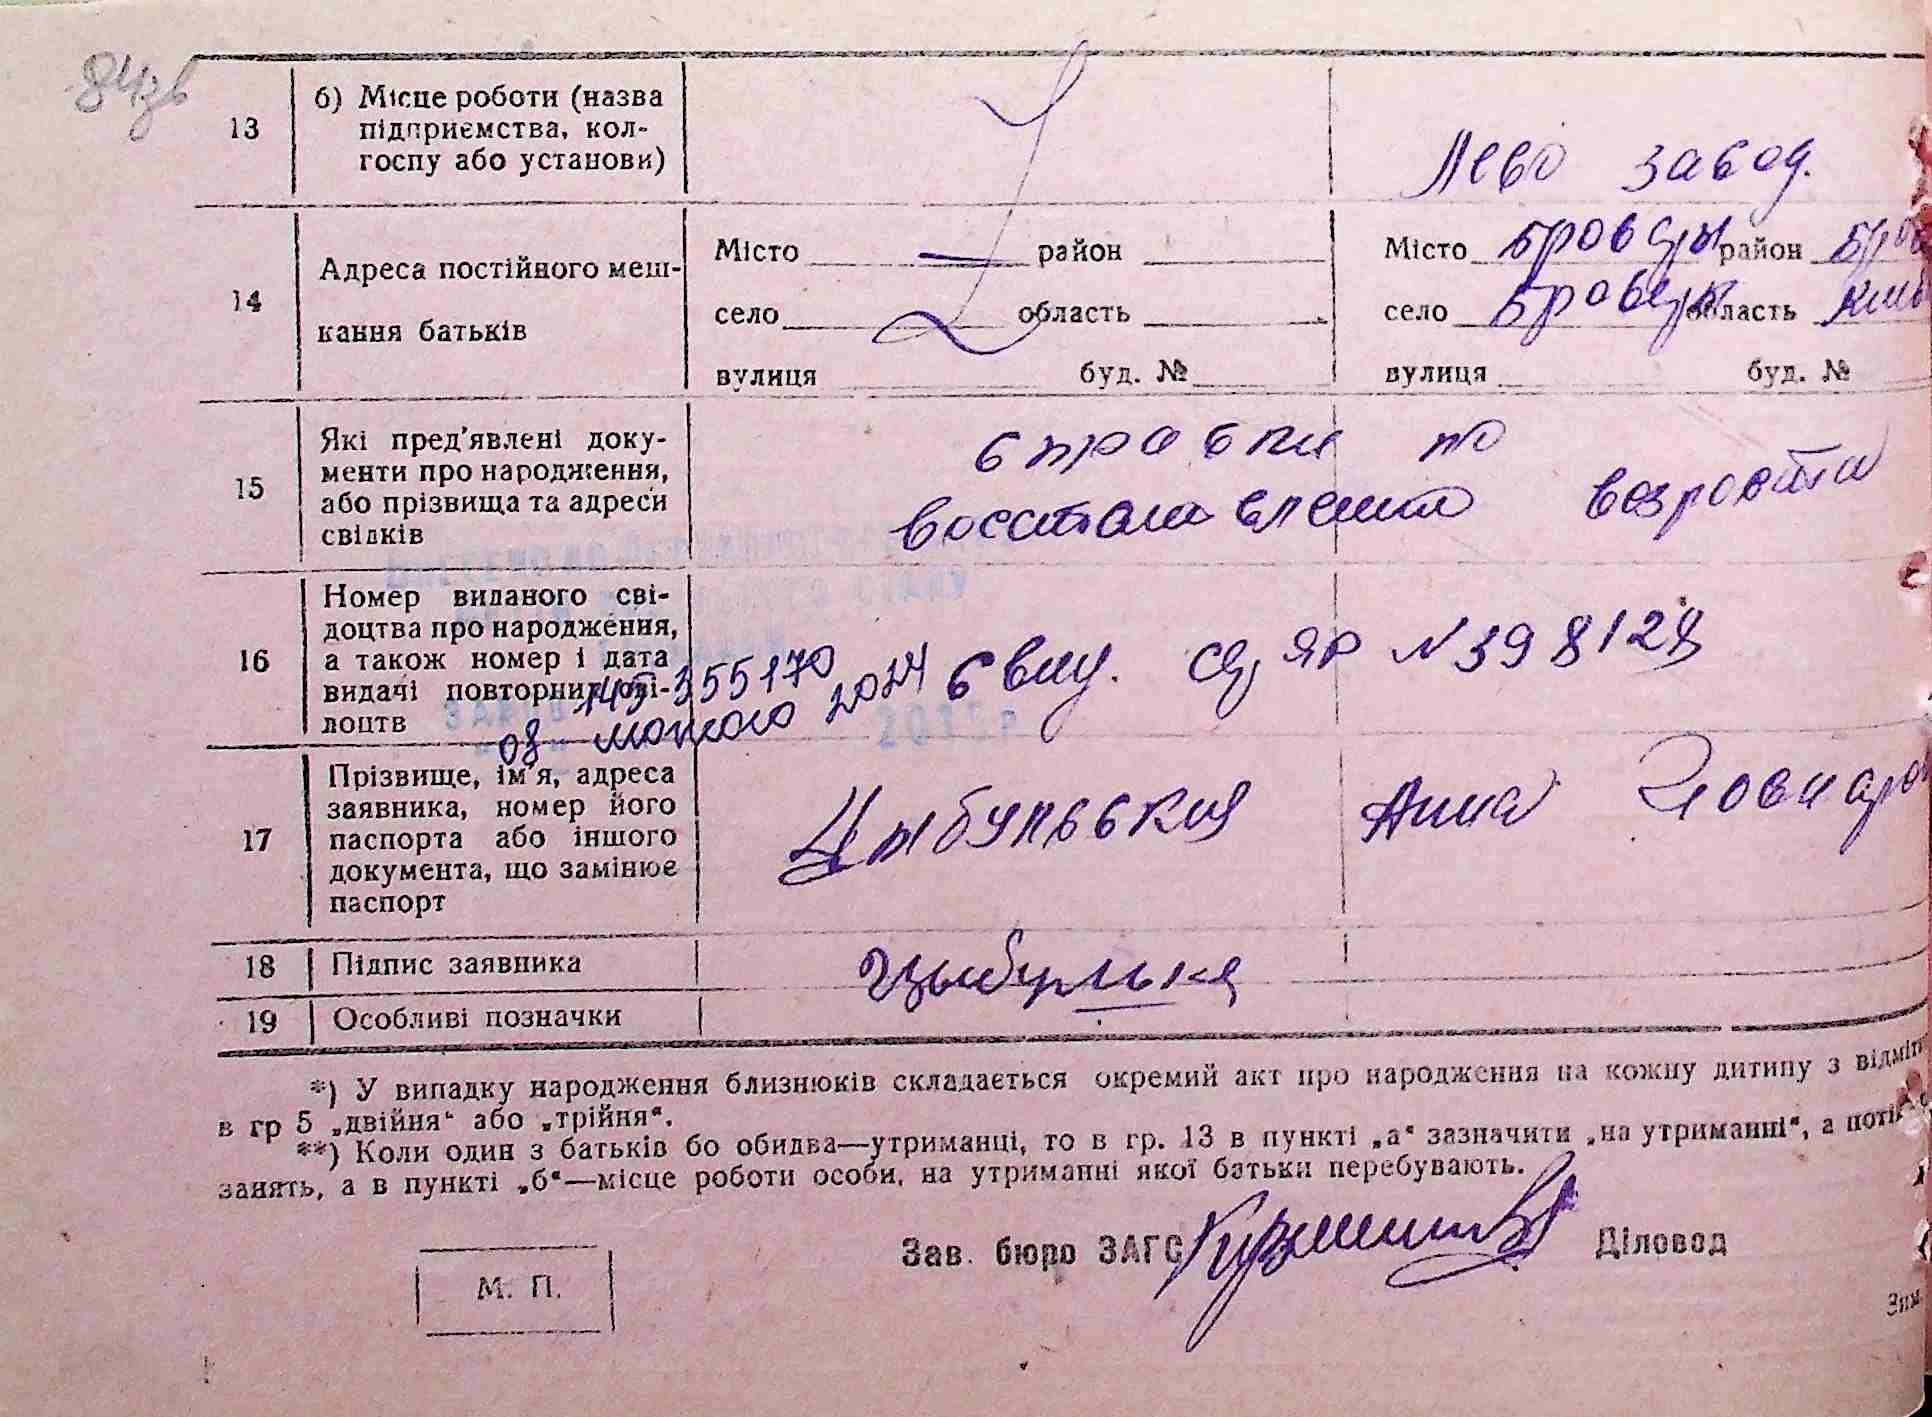 84зв
13
б) Місце роботи (назва
підприємства, кол-
госпу або установи)
Лево завод.
14
Адреса постійного меш-
кання батьків
Місто — район
село область
вулиця буд. №
Місто Бровары район Бров
село Бровары область Киев
вулиця буд. №
15
Які пред'явлені доку-
менти про народження,
або прізвища та адреси
свідків
справки по
восстановлению возраста
16
Номер виданого сві-
доцтва про народження,
а також номер і дата
видачі повторних сві-
доцтв
355170
08 лютого 2024
св ЯР № 398128
17
Прізвище, ім'я, адреса
заявника, номер його
паспорта або іншого
документа, що замінює
паспорт
Цыбульская Анна
18
Підпис заявника
Цыбулька
19
Особливі позначки
*) У випадку народження близнюків складається окремий акт про народження на кожну дитину з відміт
в гр 5 „двійня“ або „трійня“.
**) Коли один з батьків бо обидва—утриманці, то в гр. 13 в пункті „а“ зазначити „на утриманні“, а поті
занять, а в пункті „б“—місце роботи особи, на утриманні якої батьки перебувають.
Зав. бюро ЗАГС
Діловод
М. П.